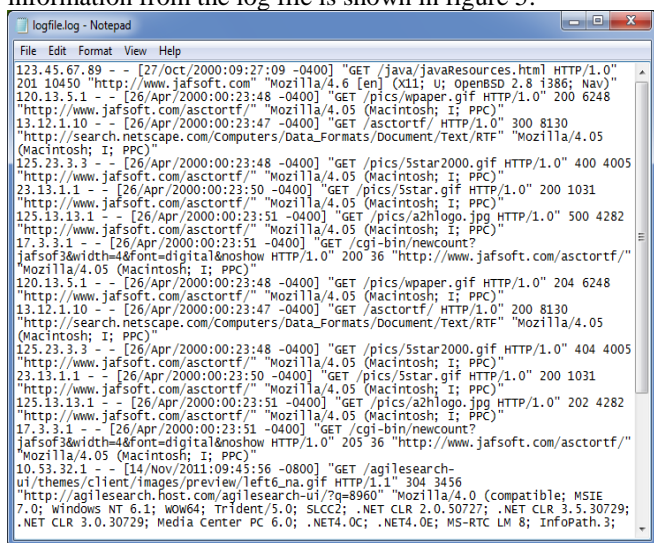 information from the log file is shown in figure 5.
logfile.log - Notepad
File Edit Format View Help
123.45.67.89 - - [27/Oct/2000:09:27:09 -0400] "GET /java/javaResources.html HTTP/1.0"
201 10450 "http://www.jafsoft.com" "Mozilla/4.6 [en] (X11; U; OpenBSD 2.8 i386; Nav)"
120.13.5.1 - - [26/Apr/2000:00:23:48 -0400] "GET /pics/wpaper.gif HTTP/1.0" 200 6248
"http://www.jafsoft.com/asctortf/" "Mozilla/4.05 (Macintosh; I; PPC)"
13.12.1.10 - - [26/Apr/2000:00:23:47 -0400] "GET /asctortf/ HTTP/1.0" 300 8130
"http://search.netscape.com/Computers/Data_Formats/Document/Text/RTF" "Mozilla/4.05
(Macintosh; I; PPC)"
125.23.3.3 - - [26/Apr/2000:00:23:48 -0400] "GET /pics/5star2000.gif HTTP/1.0" 400 4005
"http://www.jafsoft.com/asctortf/" "Mozilla/4.05 (Macintosh; I; PPC)"
23.13.1.1 - - [26/Apr/2000:00:23:50 -0400] "GET /pics/5star.gif HTTP/1.0" 200 1031
"http://www.jafsoft.com/asctortf/" "Mozilla/4.05 (Macintosh; I; PPC)"
125.13.13.1 - - [26/Apr/2000:00:23:51 -0400] "GET /pics/a2hlogo.jpg HTTP/1.0" 500 4282
"http://www.jafsoft.com/asctortf/" "Mozilla/4.05 (Macintosh; I; PPC)"
17.3.3.1 - - [26/Apr/2000:00:23:51 -0400] "GET /cgi-bin/newcount?
jafsof3&width=4&font=digital&noshow HTTP/1.0" 200 36 "http://www.jafsoft.com/asctortf/"
"Mozilla/4.05 (Macintosh; I; PPC)"
120.13.5.1 - - [26/Apr/2000:00:23:48 -0400] "GET /pics/wpaper.gif HTTP/1.0" 204 6248
"http://www.jafsoft.com/asctortf/" "Mozilla/4.05 (Macintosh; I; PPC)"
13.12.1.10 - - [26/Apr/2000:00:23:47 -0400] "GET /asctortf/ HTTP/1.0" 200 8130
"http://search.netscape.com/Computers/Data_Formats/Document/Text/RTF" "Mozilla/4.05
(Macintosh; I; PPC)"
125.23.3.3 - - [26/Apr/2000:00:23:48 -0400] "GET /pics/5star2000.gif HTTP/1.0" 404 4005
"http://www.jafsoft.com/asctortf/" "Mozilla/4.05 (Macintosh; I; PPC)"
23.13.1.1 - - [26/Apr/2000:00:23:50 -0400] "GET /pics/5star.gif HTTP/1.0" 200 1031
"http://www.jafsoft.com/asctortf/" "Mozilla/4.05 (Macintosh; I; PPC)"
125.13.13.1 - - [26/Apr/2000:00:23:51 -0400] "GET /pics/a2hlogo.jpg HTTP/1.0" 202 4282
"http://www.jafsoft.com/asctortf/" "Mozilla/4.05 (Macintosh; I; PPC)"
17.3.3.1 - - [26/Apr/2000:00:23:51 -0400] "GET /cgi-bin/newcount?
jafsof3&width=4&font=digital&noshow HTTP/1.0" 205 36 "http://www.jafsoft.com/asctortf/"
"Mozilla/4.05 (Macintosh; I; PPC)"
10.53.32.1 - - [14/Nov/2011:09:45:56 -0800] "GET /agilesearch-
ui/themes/client/images/preview/left6_na.gif HTTP/1.1" 304 3456
"http://agilesearch.host.com/agilesearch-ui/?q=8960" "Mozilla/4.0 (compatible; MSIE
7.0; Windows NT 6.1; WOW64; Trident/5.0; SLCC2; .NET CLR 2.0.50727; .NET CLR 3.5.30729;
.NET CLR 3.0.30729; Media Center PC 6.0; .NET4.0C; .NET4.0E; MS-RTC LM 8; InfoPath.3;